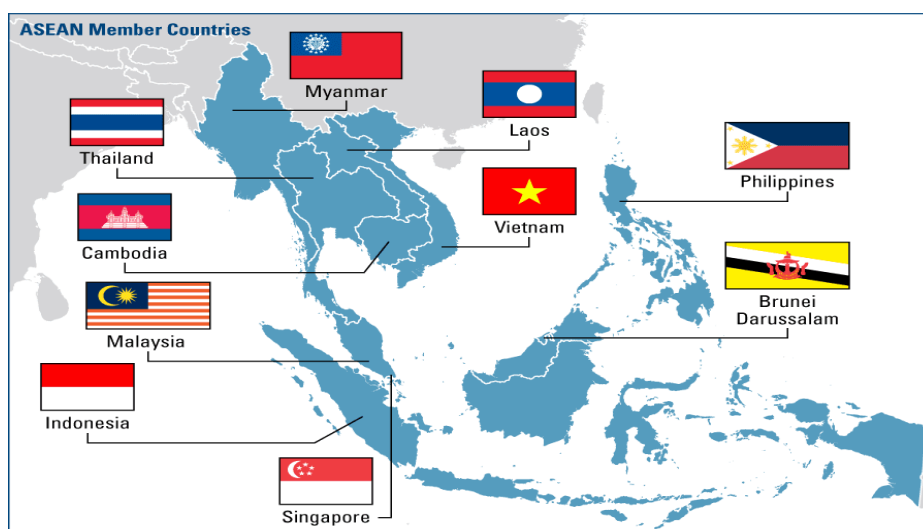 ASEAN Member Countries
Myanmar
Laos
Thailand
Philippines
Vietnam
Cambodia
Brunei
Darussalam
Malaysia
Indonesia
Singapore